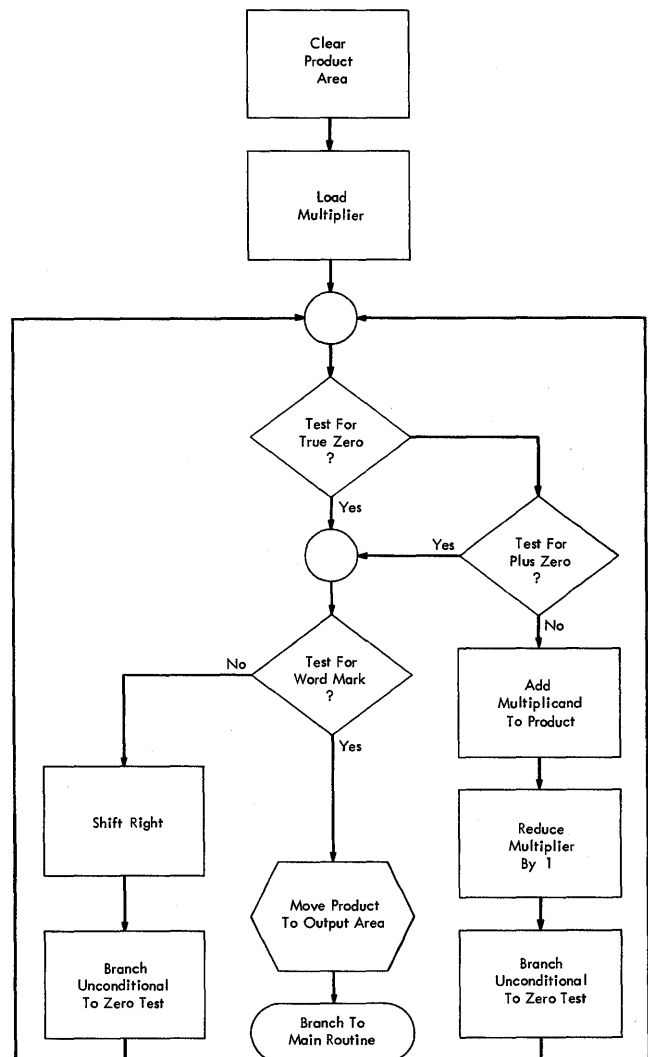 Clear
Product
Area
Load
Multiplier
Test For
True Zero
?
Yes
Yes
Test For
Plus Zero
?
No
No
Test For
Word Mark
?
Yes
Add
Multiplicand
To Product
Shift Right
Reduce
Multiplier
By 1
Move Product
To Output Area
Branch
Unconditional
To Zero Test
Branch
Unconditional
To Zero Test
Branch To
Main Routine